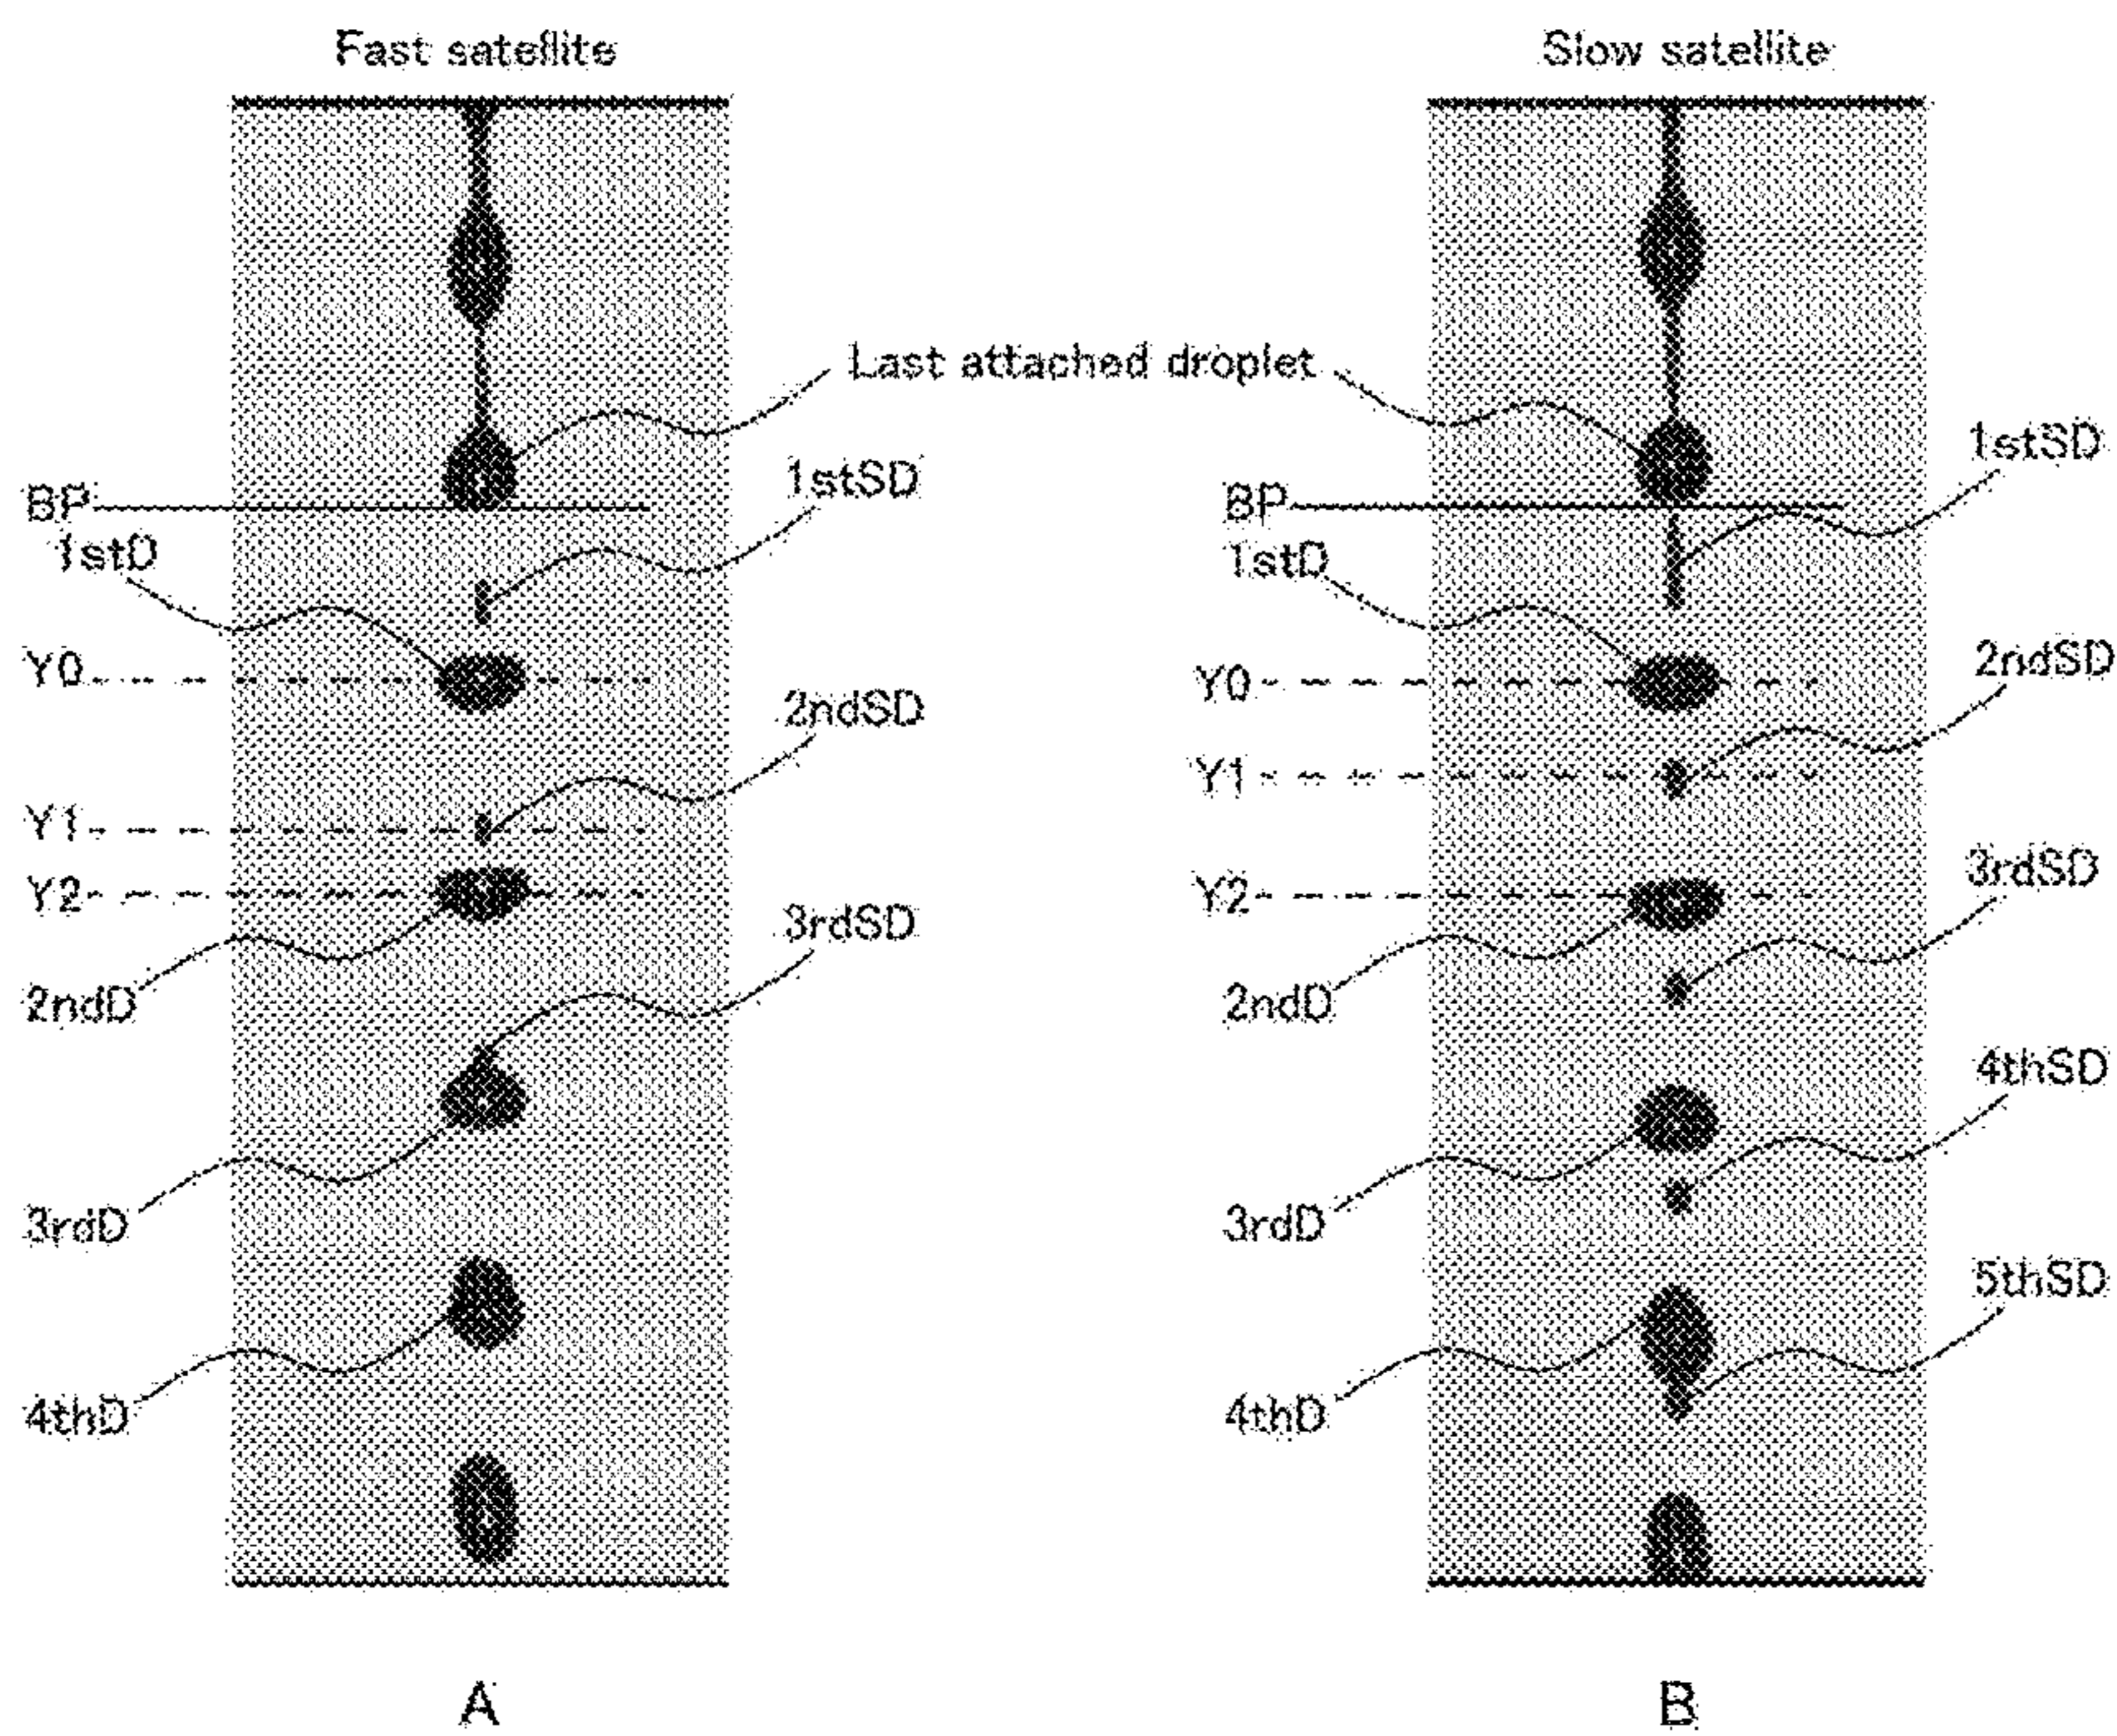 Fast satellite
Slow satellite
Last attached droplet
BP
1stD
1stSD
Y0
2ndSD
Y1
Y2
3rdSD
2ndD
3rdD
4thD
A
1stSD
BP
1stD
2ndSD
Y0
Y1
3rdSD
Y2
2ndD
4thSD
3rdD
5thSD
4thD
B